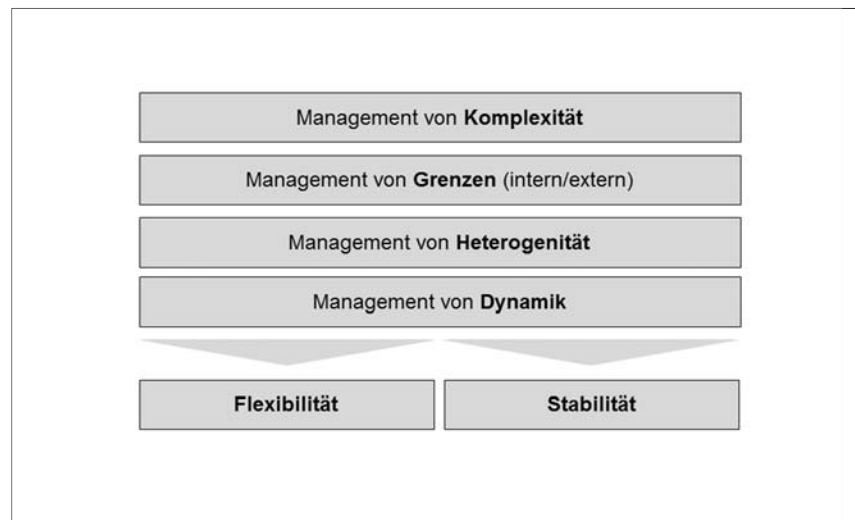 Management von Komplexität
Management von Grenzen (intern/extern)
Management von Heterogenität
Management von Dynamik
Flexibilität
Stabilität